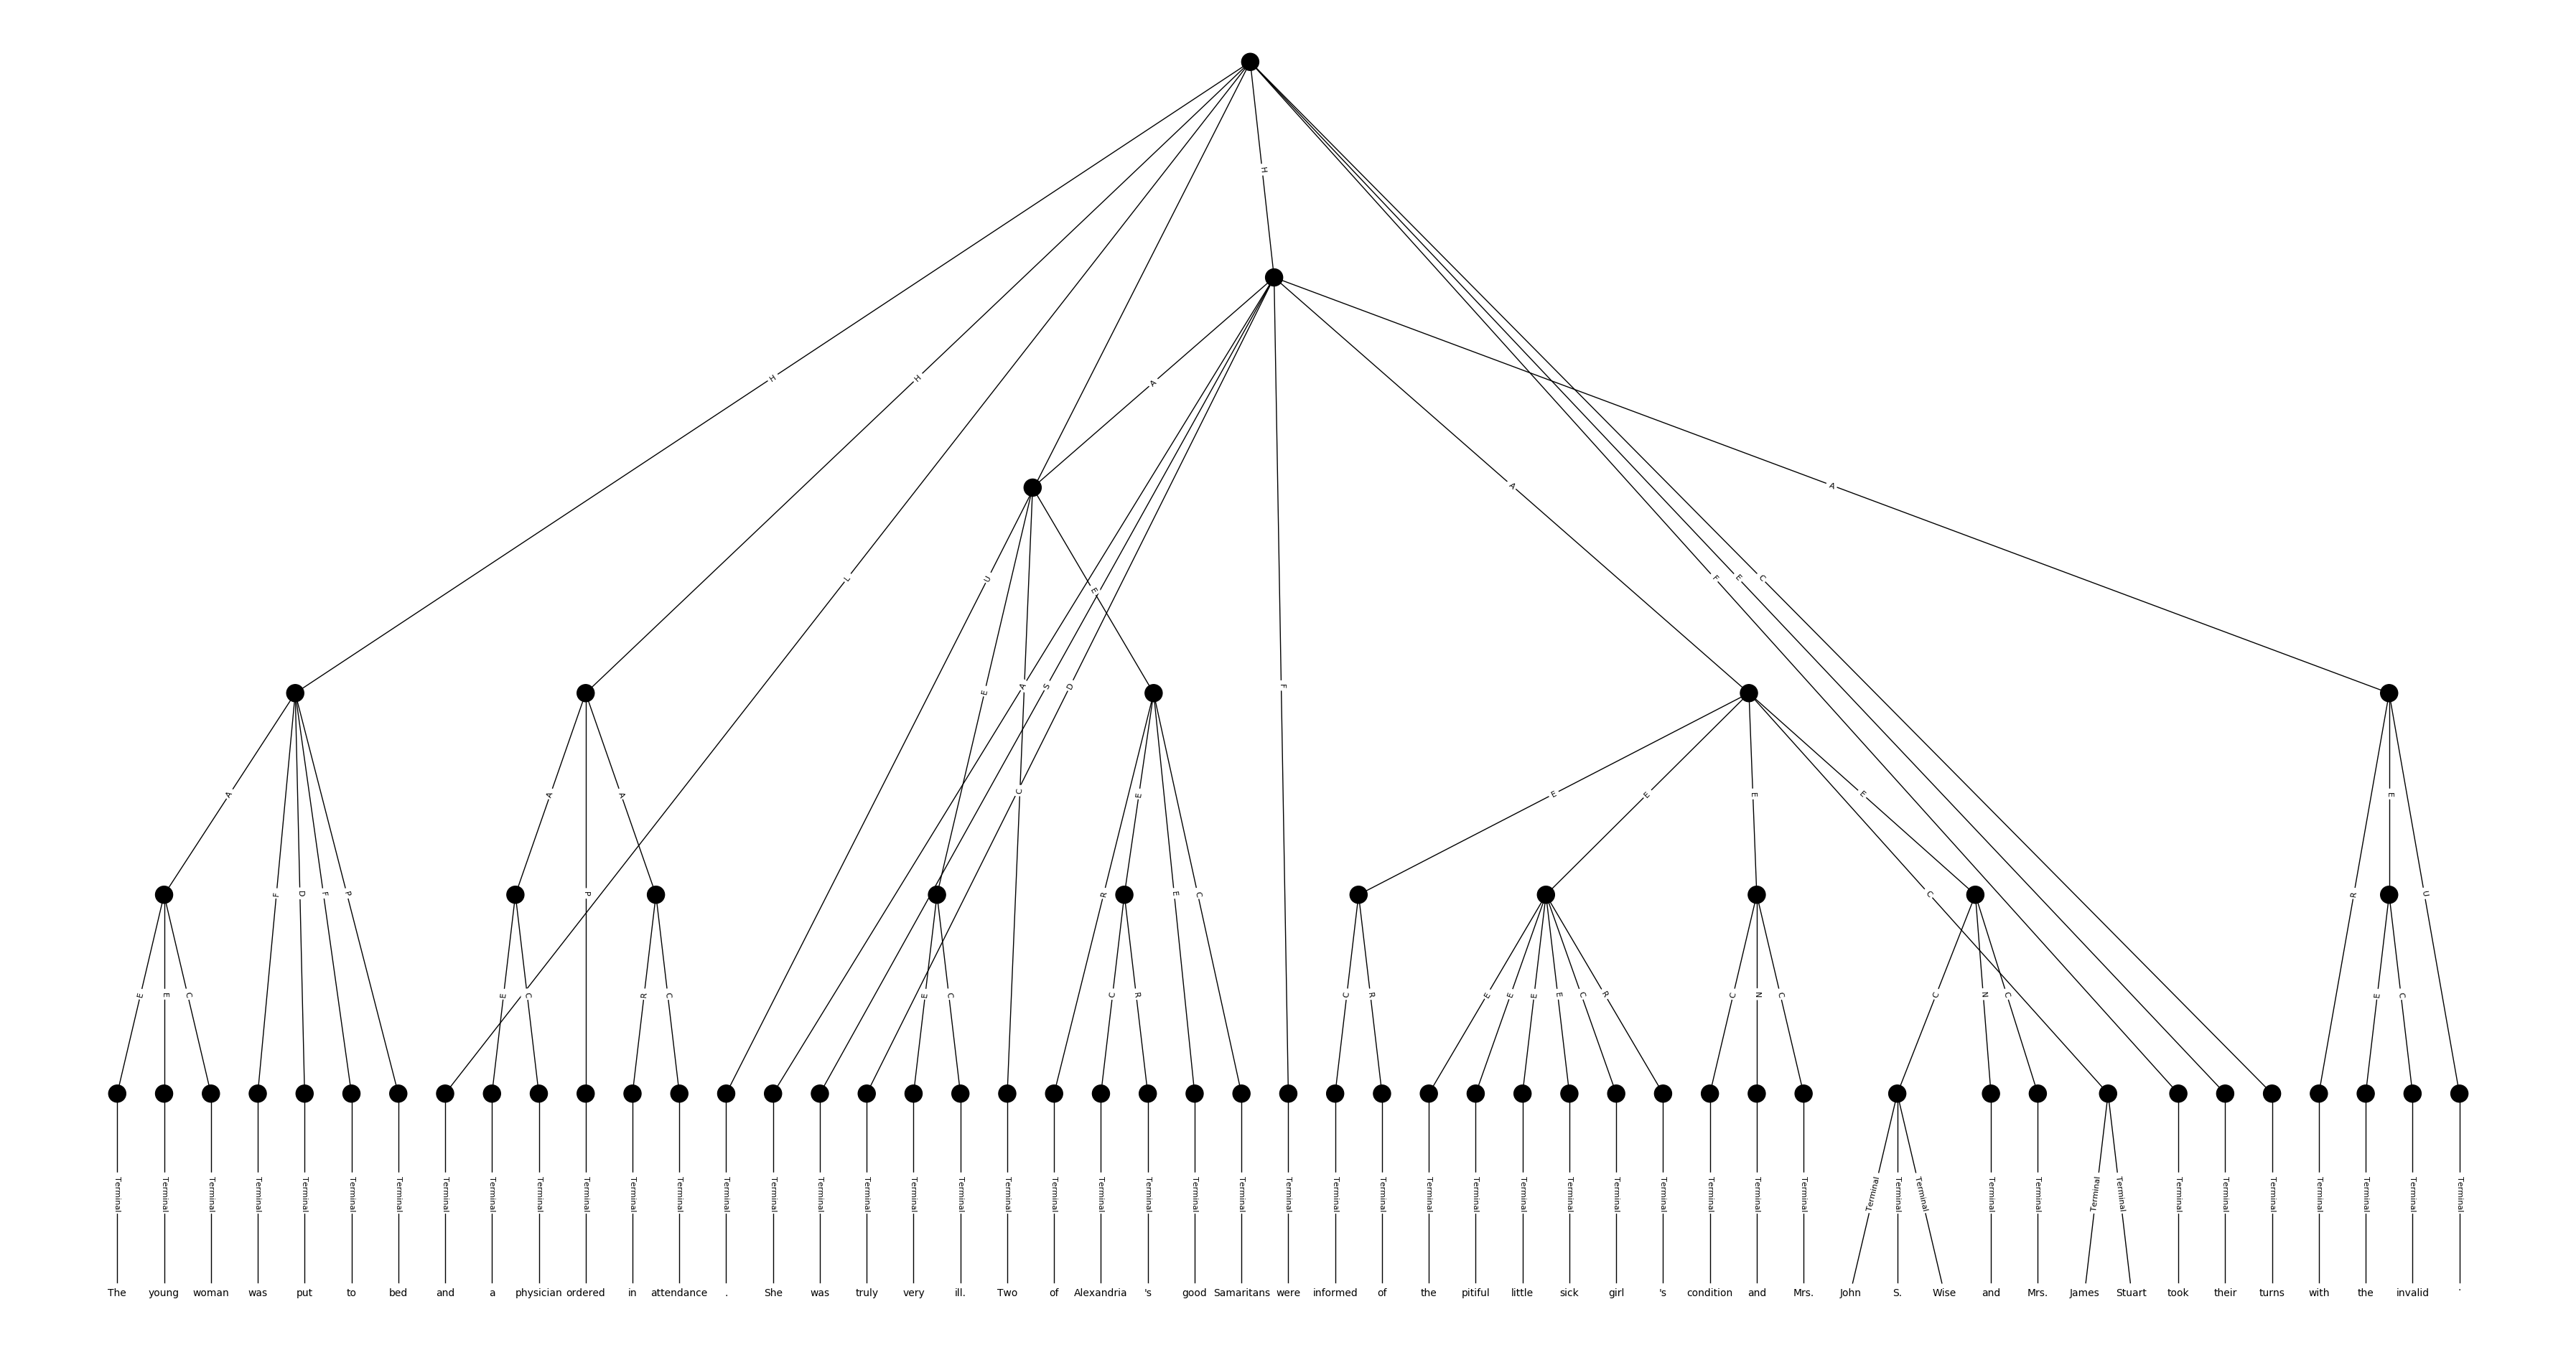 H
H H A
A A
L U E F E C
E A S D F
A A A E E E E E
C
F D F P P E R R E C C R U
E E C E C R C E C C R C R E E E E C R C N C C N C E C
Terminal Terminal Terminal Terminal Terminal Terminal Terminal Terminal Terminal Terminal Terminal Terminal Terminal Terminal Terminal Terminal Terminal Terminal Terminal Terminal Terminal Terminal Terminal Terminal Terminal Terminal Terminal Terminal Terminal Terminal Terminal Terminal Terminal Terminal Terminal Terminal Terminal Terminal Terminal Terminal Terminal Terminal Terminal Terminal Terminal Terminal Terminal Terminal Terminal Terminal Terminal
The young woman was put to bed and a physician ordered in attendance . She was truly very ill. Two of Alexandria 's good Samaritans were informed of the pitiful little sick girl 's condition and Mrs. John S. Wise and Mrs. James Stuart took their turns with the invalid